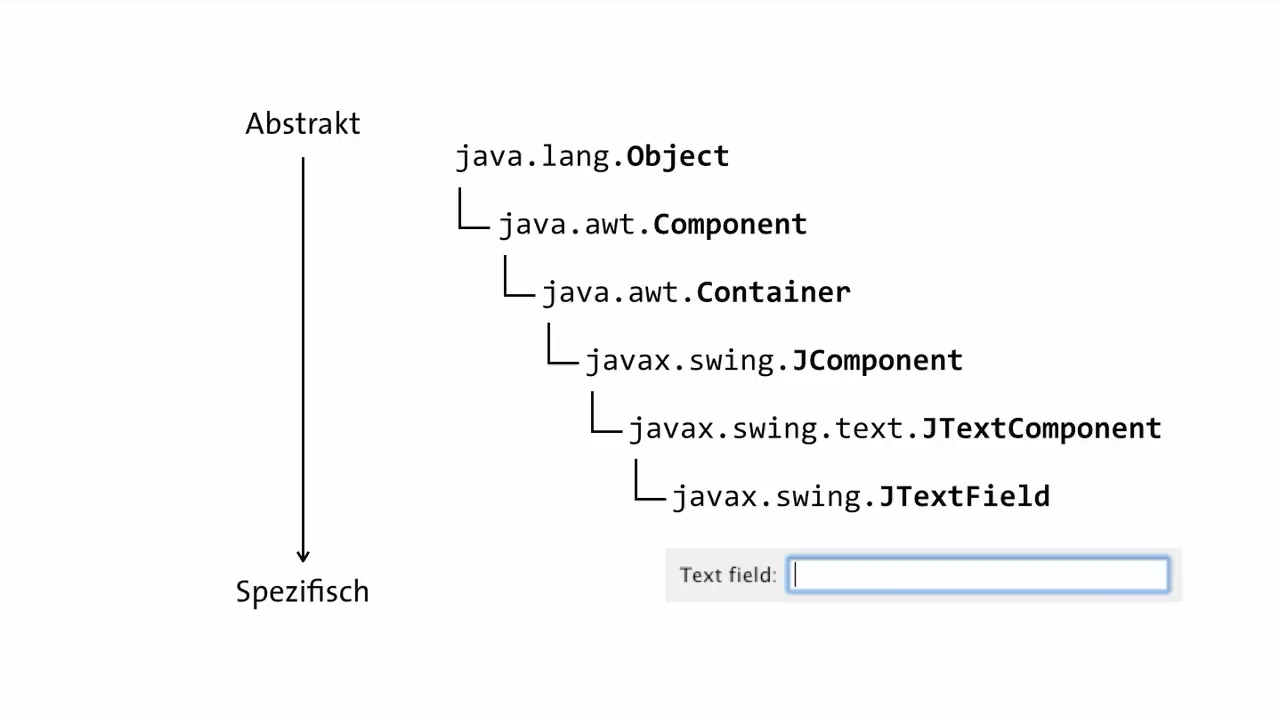 Abstrakt
java.lang.Object
java.awt.Component
java.awt.Container
javax.swing.JComponent
javax.swing.text.JTextComponent
javax.swing.JTextField
Text field:
Spezifisch